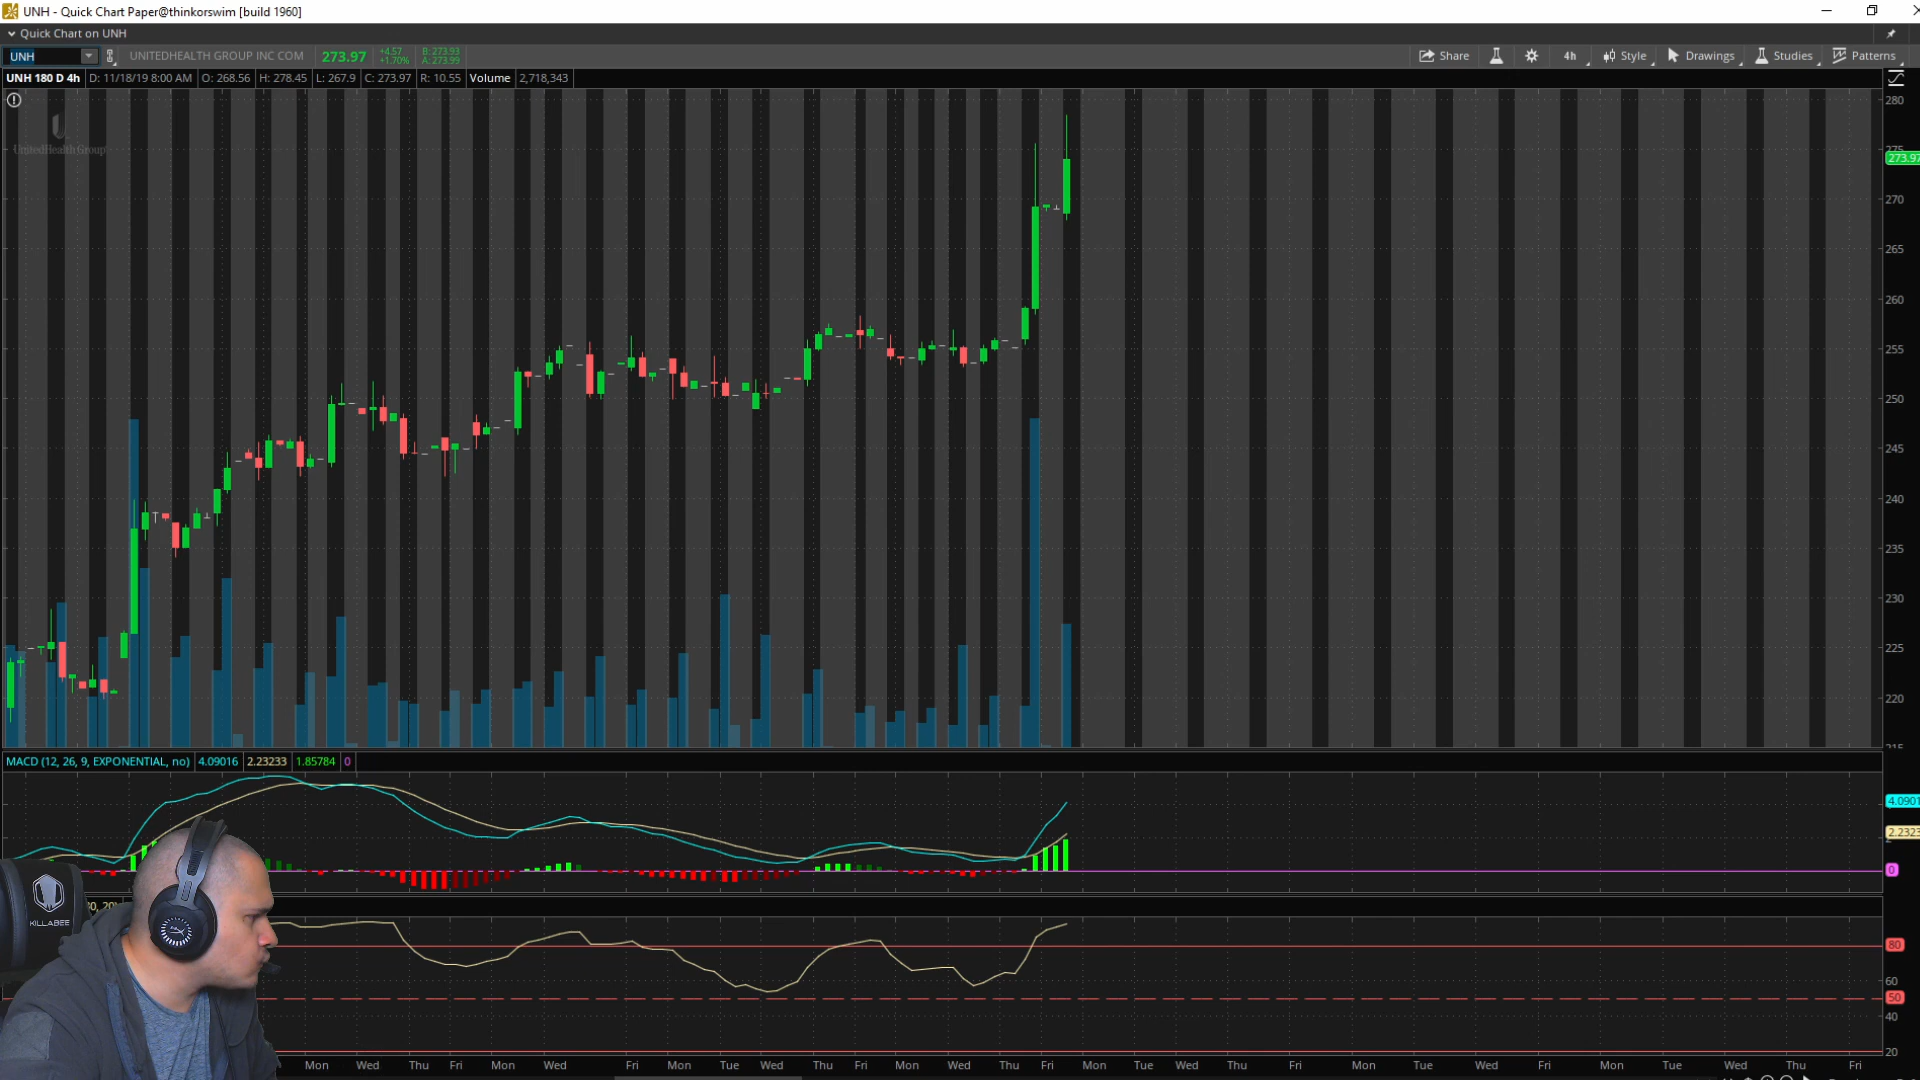 UNH - Quick Chart Paper@thinkorswim [build 1960]
Quick Chart on UNH
UNH UNITEDHEALTH GROUP INC COM 273.97 +4.57 +1.70% B: 273.93 A: 273.99 Share 4h Style Drawings Studies Patterns
UNH 180 D 4h D: 11/18/19 8:00 AM O: 268.56 H: 278.45 L: 267.9 C: 273.97 R: 10.55 Volume 2,718,343
280
UnitedHealth Group
275
273.97
270
265
260
255
250
245
240
235
230
225
220
215
MACD (12, 26, 9, EXPONENTIAL, no) 4.09016 2.23233 1.85784 0
4.0901
2.2323
0
KILLABEE
80
60
50
40
20
Mon Wed Thu Fri Mon Wed Fri Mon Tue Wed Thu Fri Mon Wed Thu Fri Mon Tue Wed Thu Fri Mon Tue Wed Fri Mon Tue Wed Thu Fri